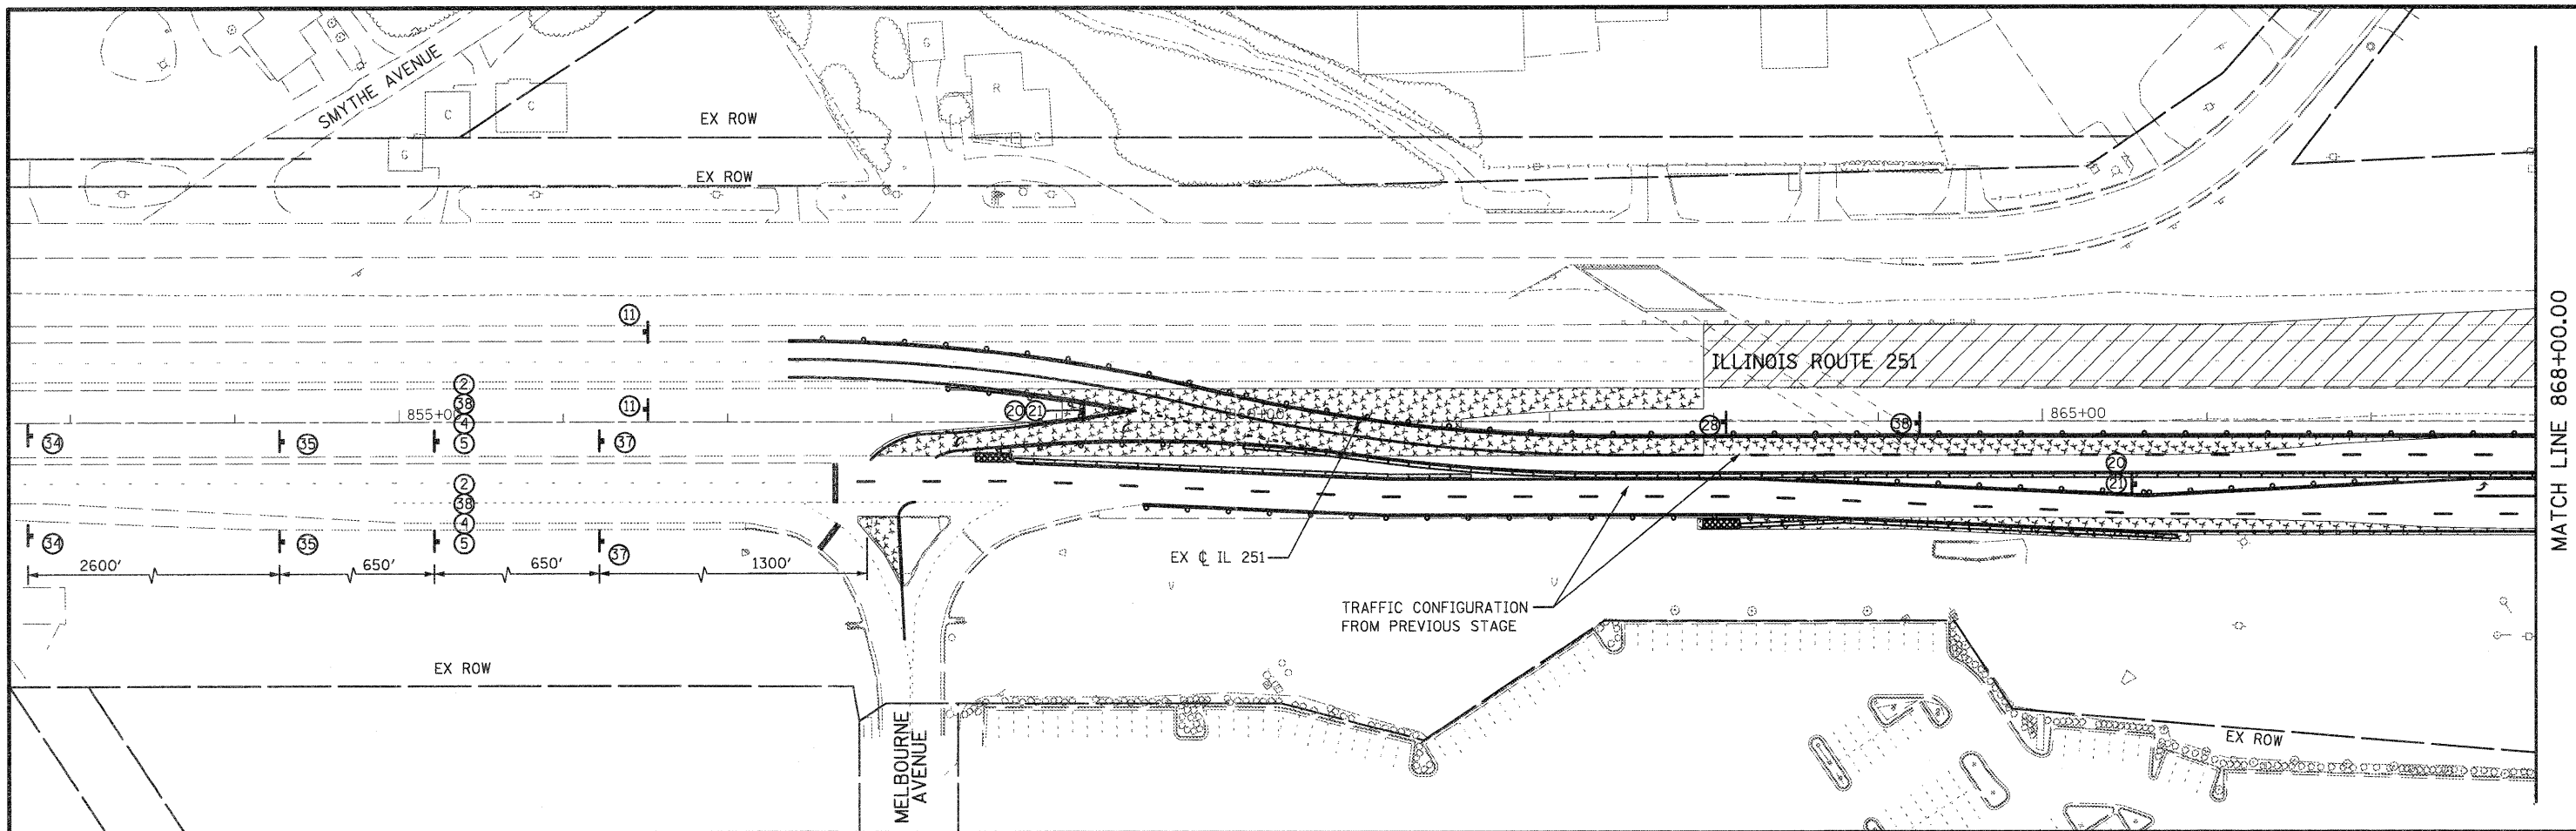 SMYTHE AVENUE
G
C
C
G
G
R
G
EX ROW
EX ROW
ILLINOIS ROUTE 251
MATCH LINE 868+00.00
11
2
38
4
5
11
855+00
20 21
865+00
28
38
34
35
37
20
21
2
38
4
5
34
35
37
2600'
650'
650'
1300'
EX ℄ IL 251
TRAFFIC CONFIGURATION
FROM PREVIOUS STAGE
EX ROW
MELBOURNE
AVENUE
EX ROW